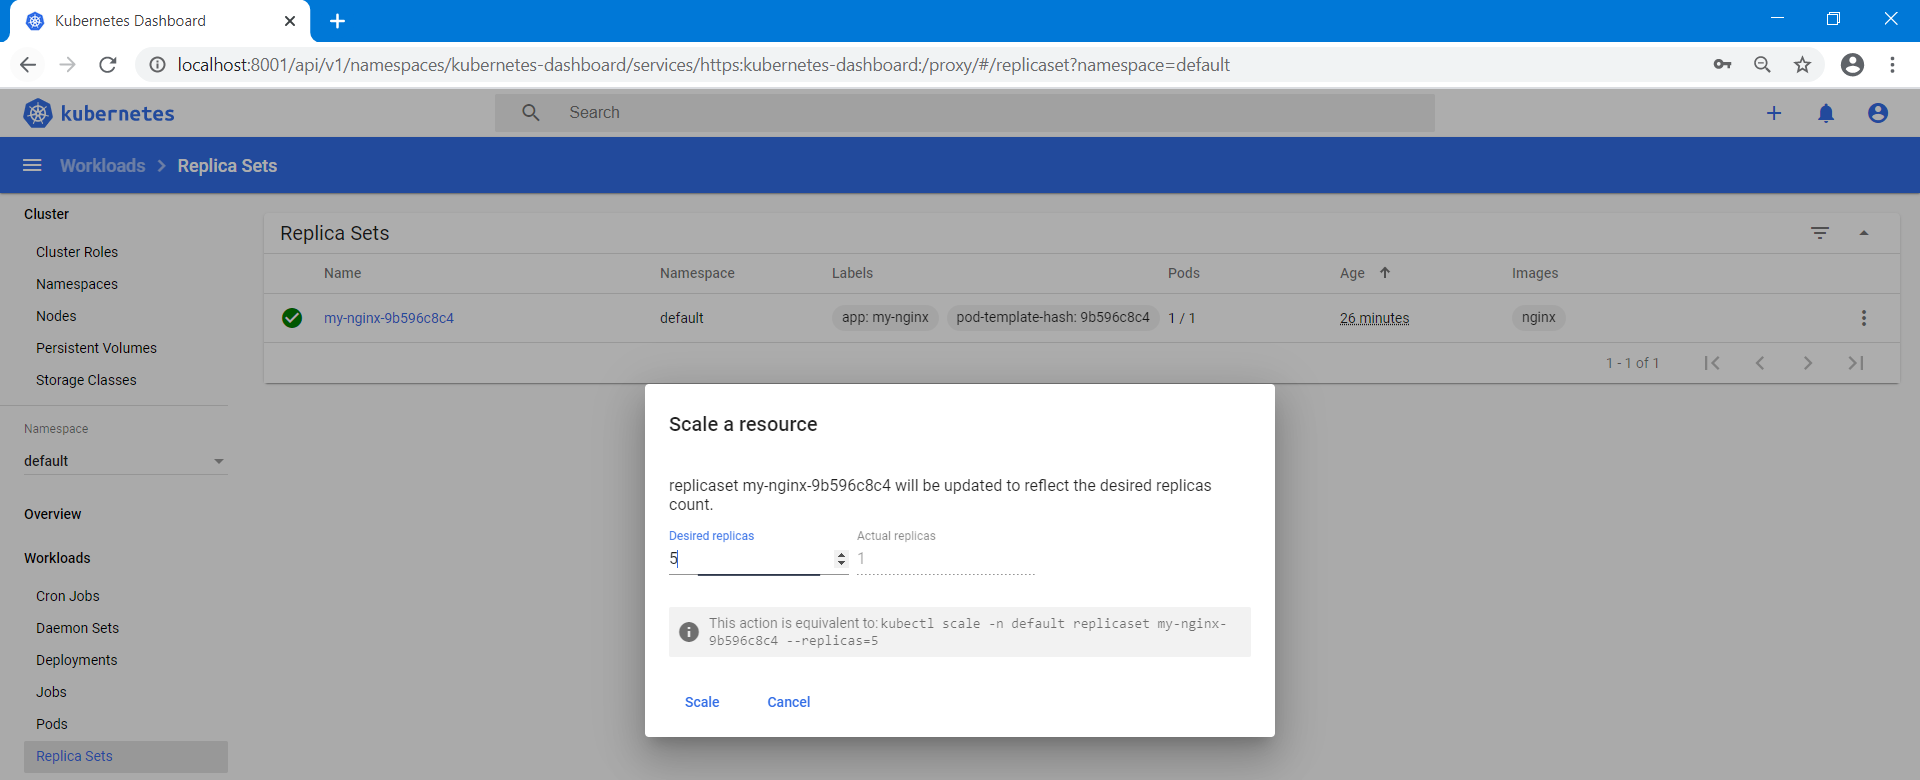 Kubernetes Dashboard
localhost:8001/api/v1/namespaces/kubernetes-dashboard/services/https:kubernetes-dashboard:/proxy/#/replicaset?namespace=default
kubernetes
Search
Workloads
Replica Sets
Cluster
Cluster Roles
Namespaces
Nodes
Persistent Volumes
Storage Classes
Namespace
default
Overview
Workloads
Cron Jobs
Daemon Sets
Deployments
Jobs
Pods
Replica Sets
Replica Sets
Name Namespace Labels Pods Age Images
my-nginx-9b596c8c4 default app: my-nginx pod-template-hash: 9b596c8c4 1 / 1 26 minutes nginx
1 - 1 of 1
Scale a resource
replicaset my-nginx-9b596c8c4 will be updated to reflect the desired replicas
count.
Desired replicas Actual replicas
5 1
This action is equivalent to: kubectl scale -n default replicaset my-nginx-
9b596c8c4 --replicas=5
Scale Cancel